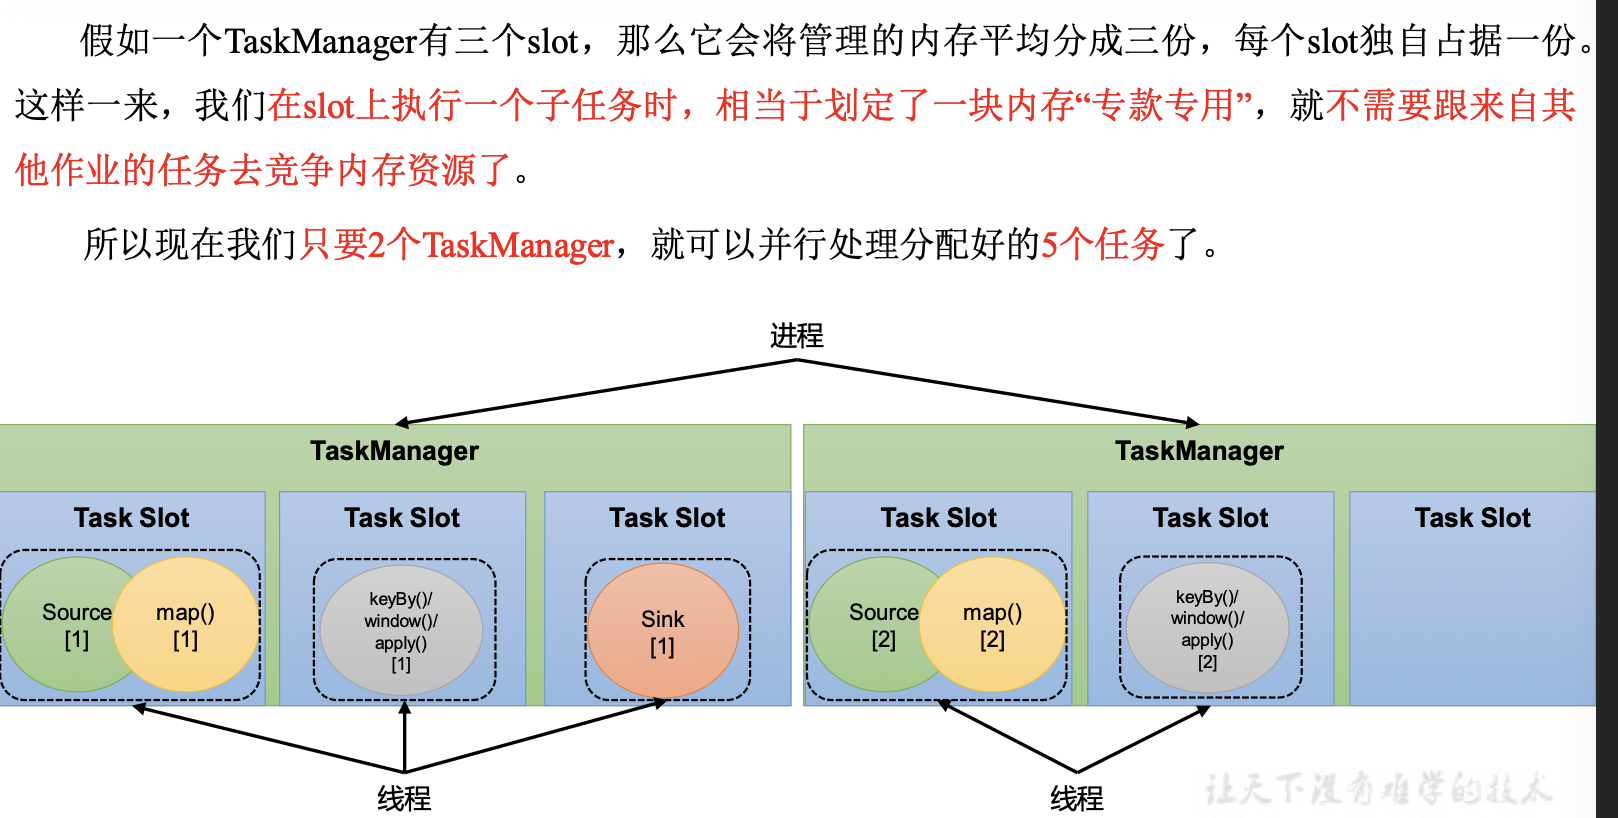 假如一个TaskManager有三个slot，那么它会将管理的内存平均分成三份，每个slot独自占据一份。
这样一来，我们在slot上执行一个子任务时，相当于划定了一块内存“专款专用”，就不需要跟来自其
他作业的任务去竞争内存资源了。
所以现在我们只要2个TaskManager，就可以并行处理分配好的5个任务了。
进程
TaskManager
Task Slot
Source
[1]
map()
[1]
Task Slot
keyBy()/
window()/
apply()
[1]
Task Slot
Sink
[1]
线程
TaskManager
Task Slot
Source
[2]
map()
[2]
Task Slot
keyBy()/
window()/
apply()
[2]
Task Slot
线程
让天下没有难学的技术